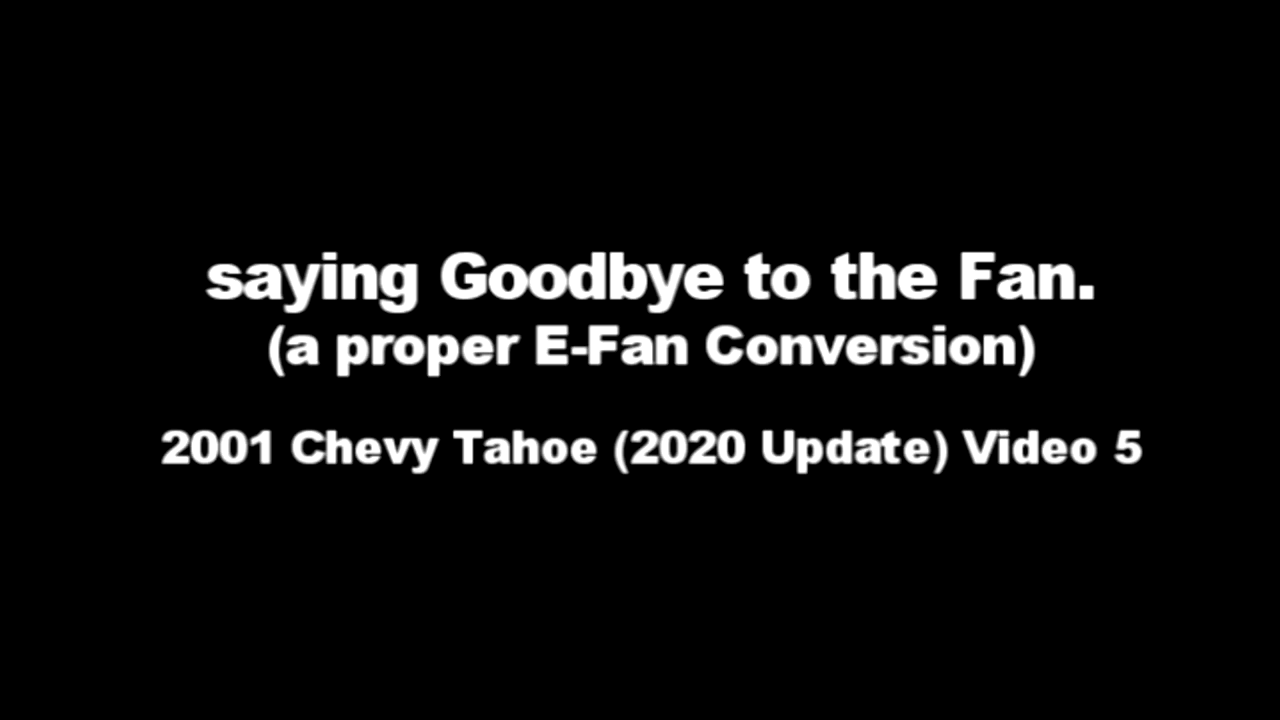 saying Goodbye to the Fan.
(a proper E-Fan Conversion)
2001 Chevy Tahoe (2020 Update) Video 5